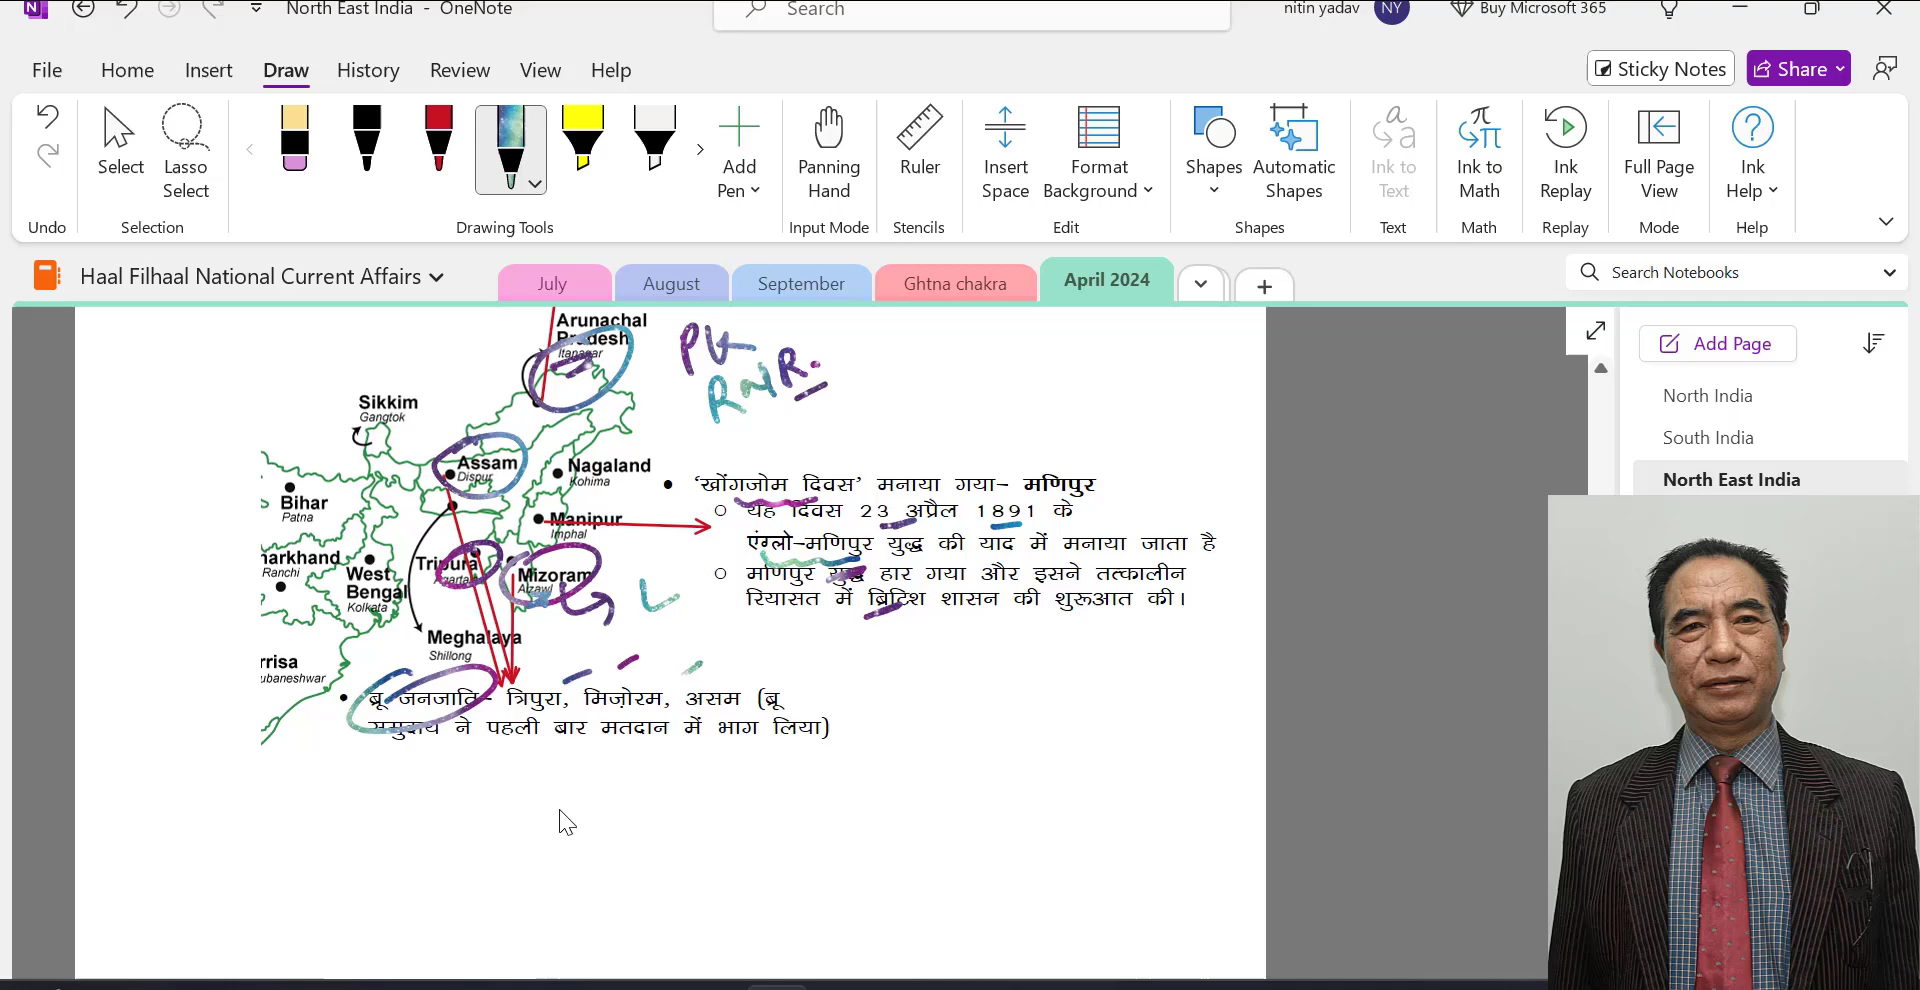 North East India - OneNote
Search
nitin yadav
NY
Buy Microsoft 365
File
Home
Insert
Draw
History
Review
View
Help
Sticky Notes
Share
Select
Lasso
Select
Add
Pen
Panning
Hand
Ruler
Insert
Space
Format
Background
Shapes
Automatic
Shapes
Ink to
Text
Ink to
Math
Ink
Replay
Full Page
View
Ink
Help
Undo
Selection
Drawing Tools
Input Mode
Stencils
Edit
Shapes
Text
Math
Replay
Mode
Help
Haal Filhaal National Current Affairs
July
August
September
Ghtna chakra
April 2024
Search Notebooks
Add Page
North India
South India
North East India
Arunachal
Pradesh
Itanagar
Sikkim
Gangtok
Assam
Dispur
Nagaland
Kohima
Bihar
Patna
Manipur
Imphal
harkhand
Ranchi
West
Bengal
Kolkata
Tripura
Mizoram
Aizawl
Meghalaya
Shillong
rrisa
ubaneshwar
R N R.
• ‘खोंगजोम दिवस’ मनाया गया- मणिपुर
○ यह दिवस 23 अप्रैल 1891 के
एंग्लो-मणिपुर युद्ध की याद में मनाया जाता है
○ मणिपुर युद्ध हार गया और इसने तत्कालीन
रियासत में ब्रिटिश शासन की शुरूआत की।
• ब्रू जनजाति- त्रिपुरा, मिज़ोरम, असम (ब्रू
समुदाय ने पहली बार मतदान में भाग लिया)